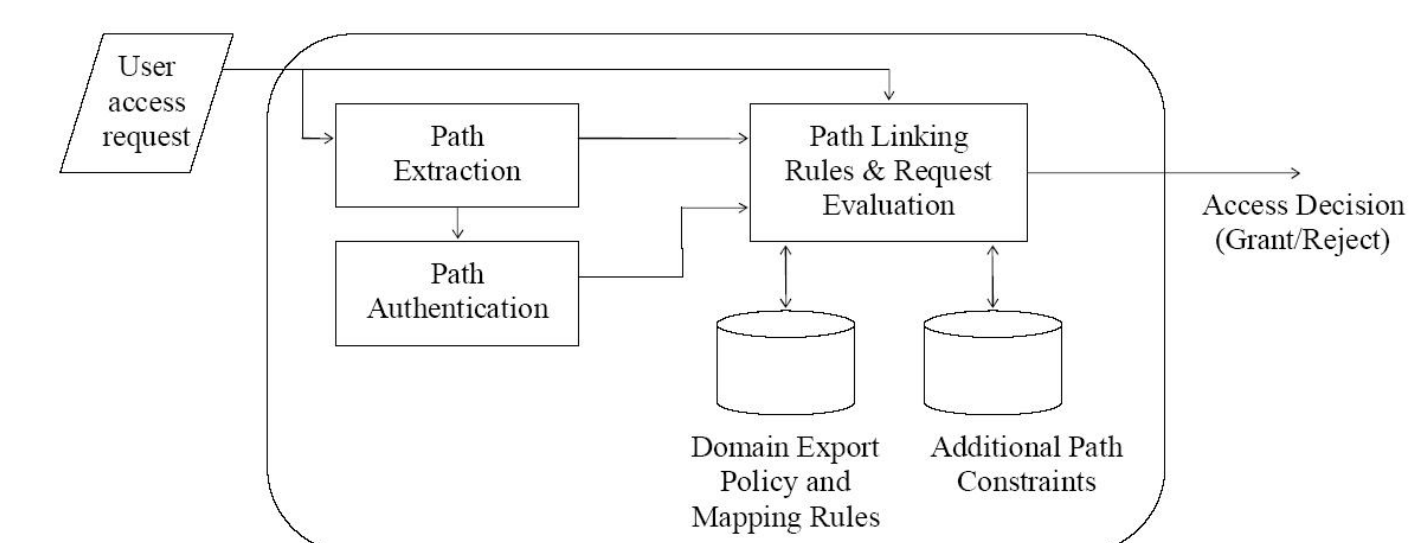 User
access
request
Path
Extraction
Path Linking
Rules & Request
Evaluation
Access Decision
(Grant/Reject)
Path
Authentication
Domain Export
Policy and
Mapping Rules
Additional Path
Constraints